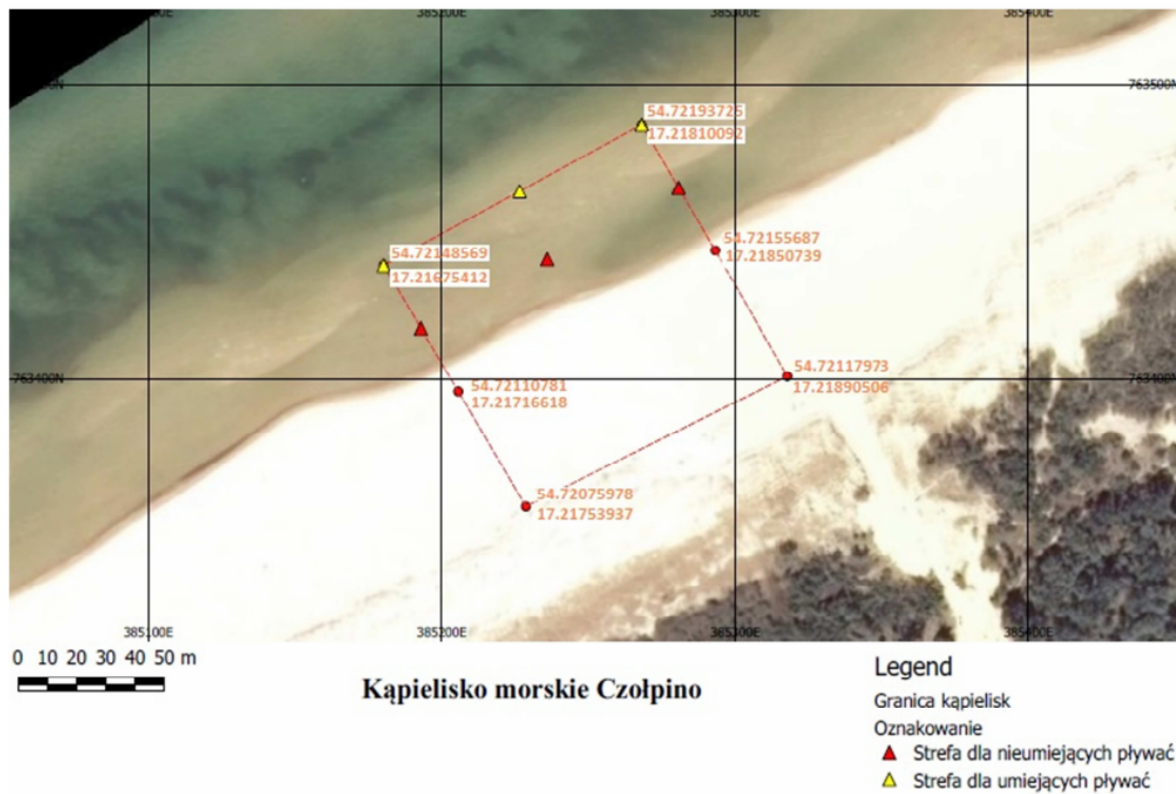 385200E
385300E
385400E
763500N
54.72193725
17.21810092
54.72155687
17.21850739
54.72148569
17.21675412
763400N
54.72117973
17.21890506
54.72110781
17.21716618
54.72075978
17.21753937
385100E
385200E
385300E
385400E
0 10 20 30 40 50 m
Kąpielisko morskie Czołpino
Legend
Granica kąpielisk
Oznakowanie
Strefa dla nieumiejących pływać
Strefa dla umiejących pływać